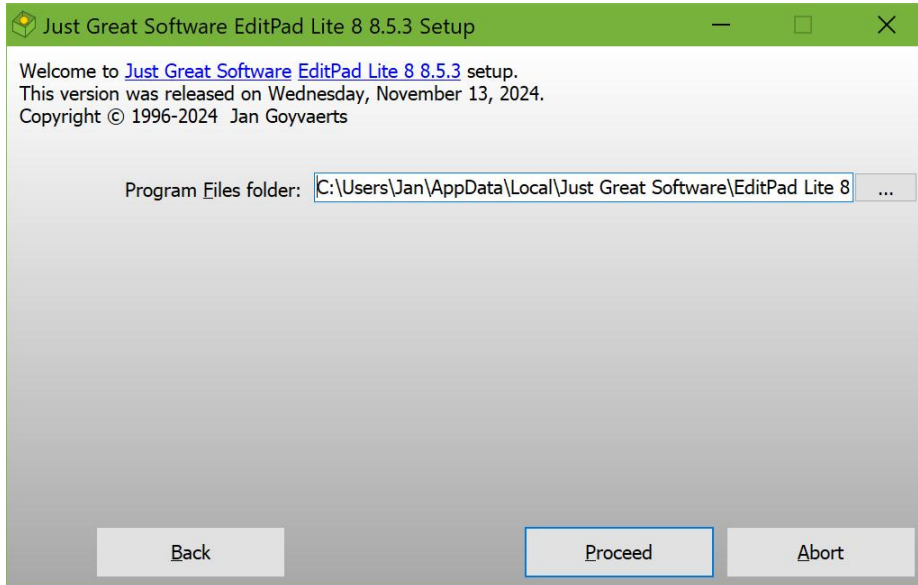 Just Great Software EditPad Lite 8 8.5.3 Setup
Welcome to Just Great Software EditPad Lite 8 8.5.3 setup.
This version was released on Wednesday, November 13, 2024.
Copyright © 1996-2024  Jan Goyvaerts
Program Files folder: C:\Users\Jan\AppData\Local\Just Great Software\EditPad Lite 8 ...
Back Proceed Abort